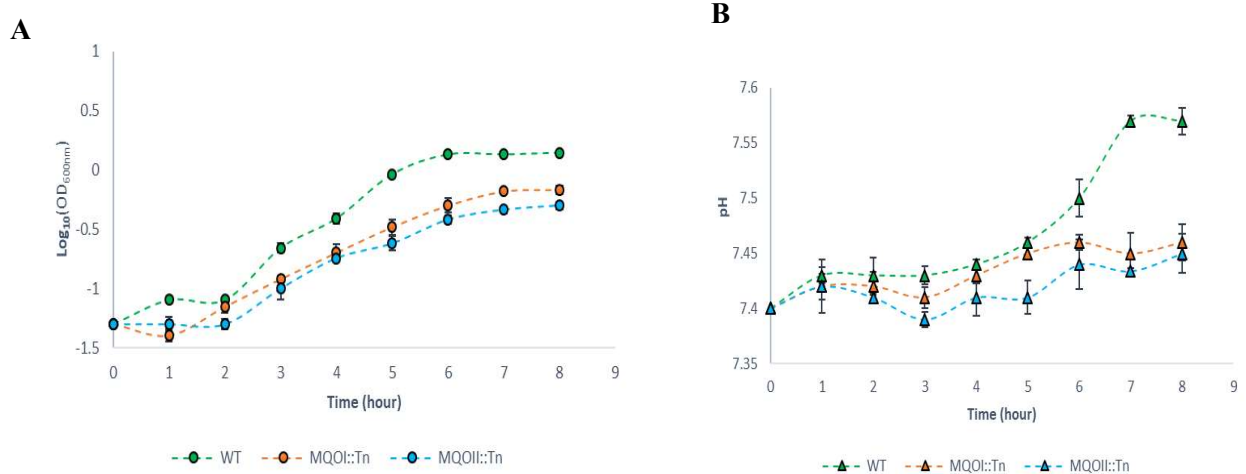 A
Log10(OD600nm)
1
0.5
0
-0.5
-1
-1.5
0 1 2 3 4 5 6 7 8 9
Time (hour)
WT MQOI::Tn MQOII::Tn
B
pH
7.6
7.55
7.5
7.45
7.4
7.35
0 1 2 3 4 5 6 7 8 9
Time (hour)
WT MQOI::Tn MQOII::Tn